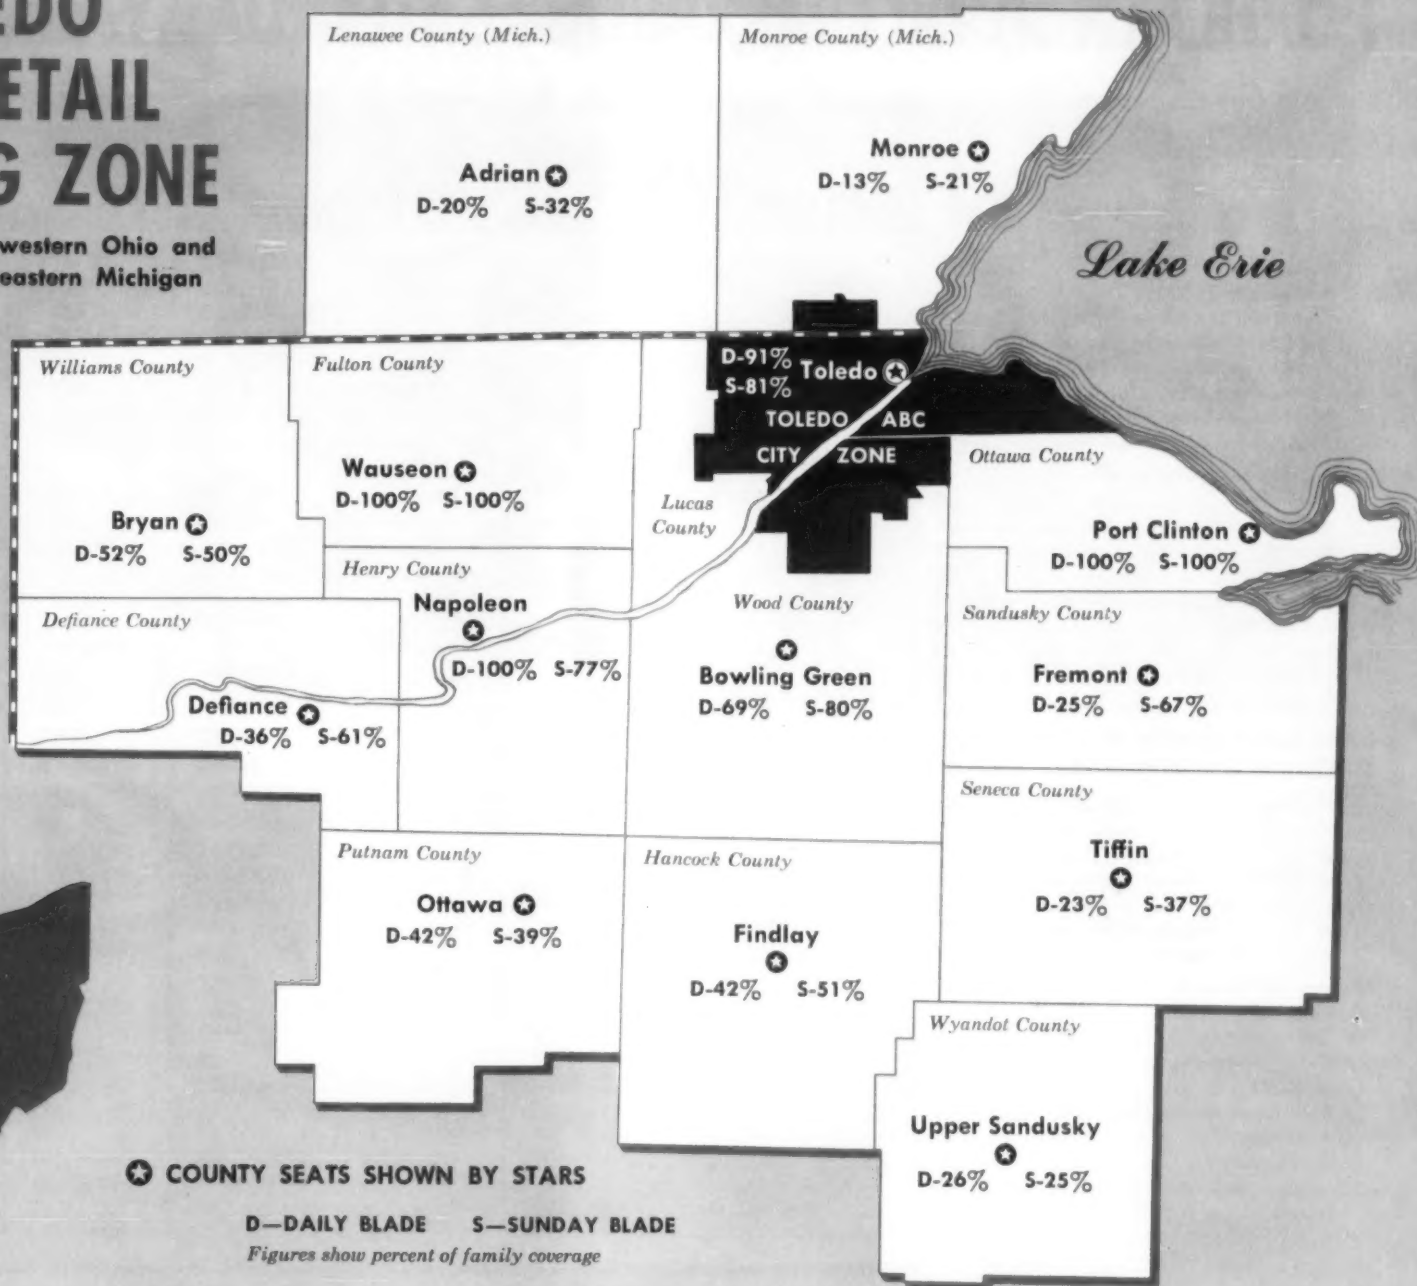 EDO
ETAIL
G ZONE
western Ohio and
eastern Michigan
Lenawee County (Mich.)
Adrian
D-20% S-32%
Monroe County (Mich.)
Monroe
D-13% S-21%
Lake Erie
Williams County
Bryan
D-52% S-50%
Fulton County
Wauseon
D-100% S-100%
D-91%
S-81%
Toledo
TOLEDO ABC
CITY ZONE
Lucas
County
Ottawa County
Port Clinton
D-100% S-100%
Henry County
Napoleon
D-100% S-77%
Defiance County
Defiance
D-36% S-61%
Wood County
Bowling Green
D-69% S-80%
Sandusky County
Fremont
D-25% S-67%
Seneca County
Tiffin
D-23% S-37%
Putnam County
Ottawa
D-42% S-39%
Hancock County
Findlay
D-42% S-51%
Wyandot County
Upper Sandusky
D-26% S-25%
COUNTY SEATS SHOWN BY STARS
D—DAILY BLADE S—SUNDAY BLADE
Figures show percent of family coverage